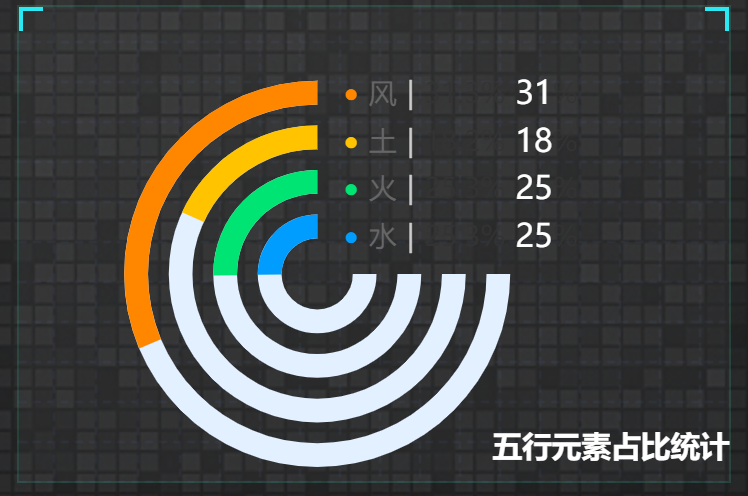 风 | 31
土 | 18
火 | 25
水 | 25
五行元素占比统计